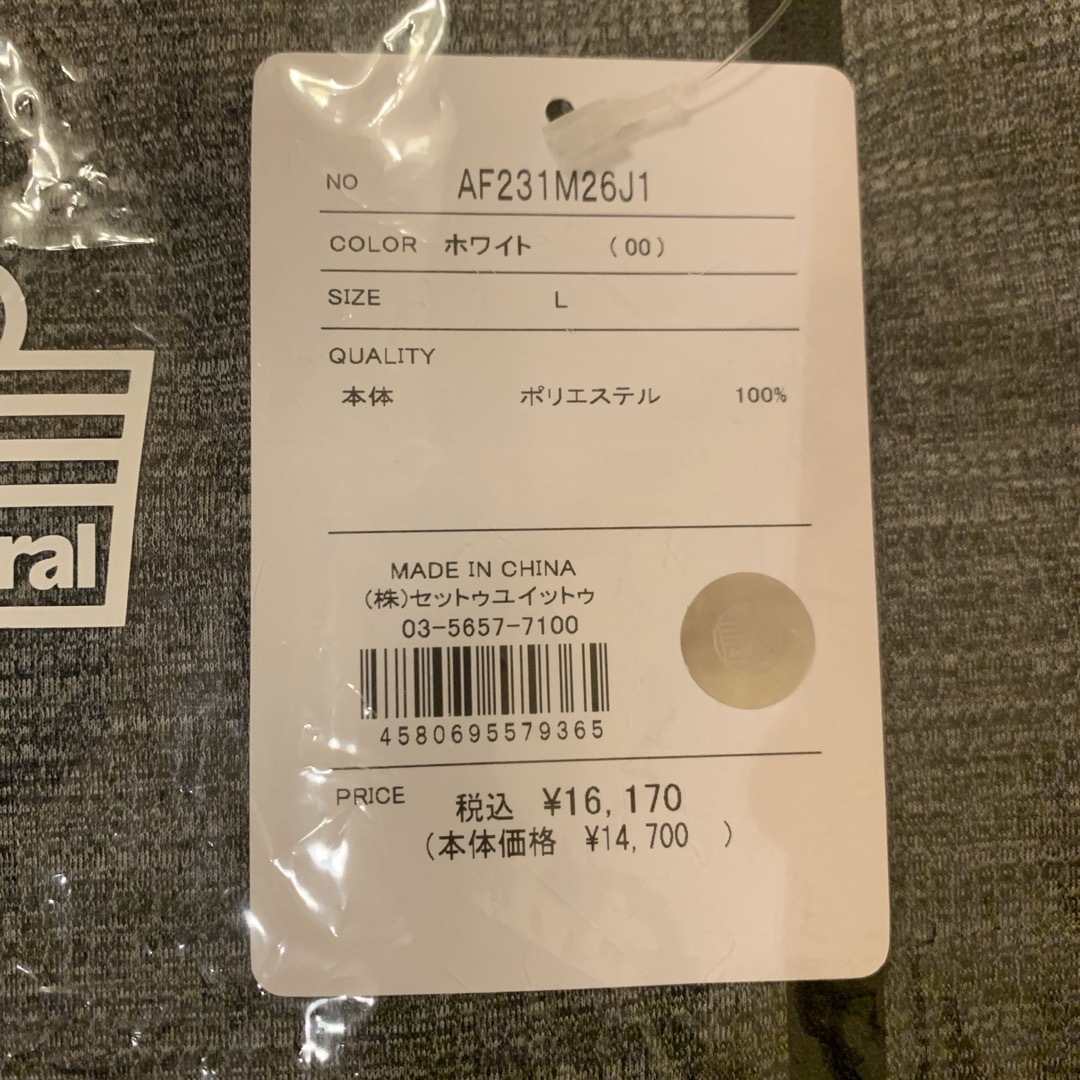 NO AF231M26J1
COLOR ホワイト (00)
SIZE L
QUALITY
本体 ポリエステル 100%
MADE IN CHINA
(株)セットゥユイットゥ
03-5657-7100
4580695579365
PRICE 税込 ¥16,170
(本体価格 ¥14,700 )
ral